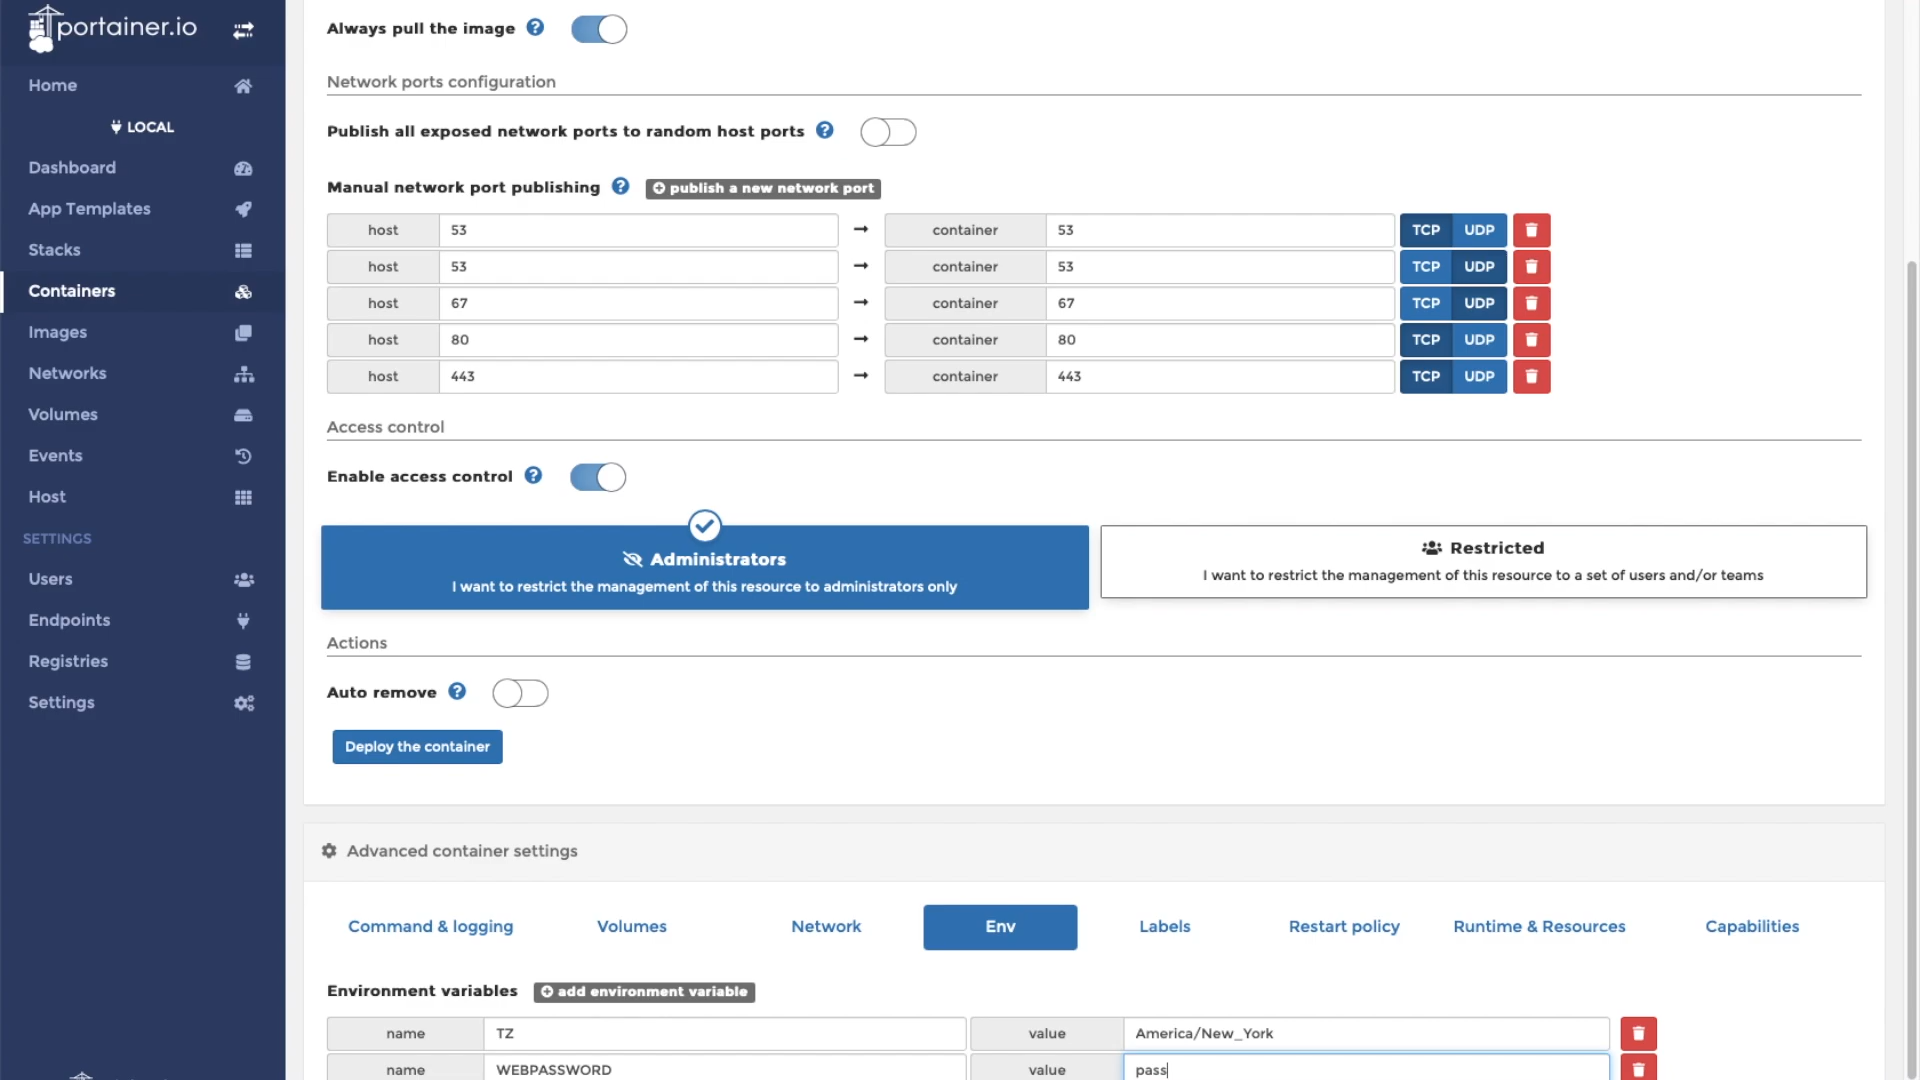 portainer.io
Home
LOCAL
Dashboard
App Templates
Stacks
Containers
Images
Networks
Volumes
Events
Host
SETTINGS
Users
Endpoints
Registries
Settings
Always pull the image
Network ports configuration
Publish all exposed network ports to random host ports
Manual network port publishing publish a new network port
host 53 → container 53 TCP UDP
host 53 → container 53 TCP UDP
host 67 → container 67 TCP UDP
host 80 → container 80 TCP UDP
host 443 → container 443 TCP UDP
Access control
Enable access control
Administrators
I want to restrict the management of this resource to administrators only
Restricted
I want to restrict the management of this resource to a set of users and/or teams
Actions
Auto remove
Deploy the container
Advanced container settings
Command & logging Volumes Network Env Labels Restart policy Runtime & Resources Capabilities
Environment variables add environment variable
name TZ value America/New_York
name WEBPASSWORD value pass